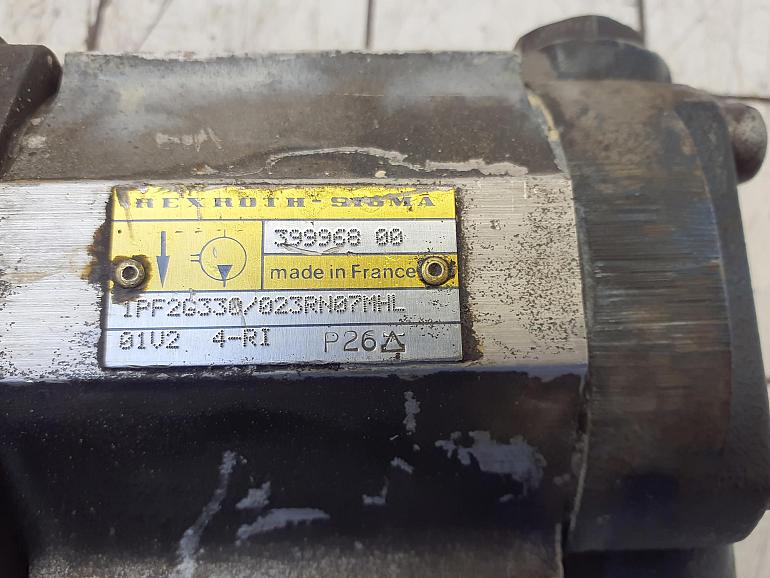 REXROTH-SIGMA
399968 00
made in France
1PF2G330/023RN07MHL
01V2 4-RI P26